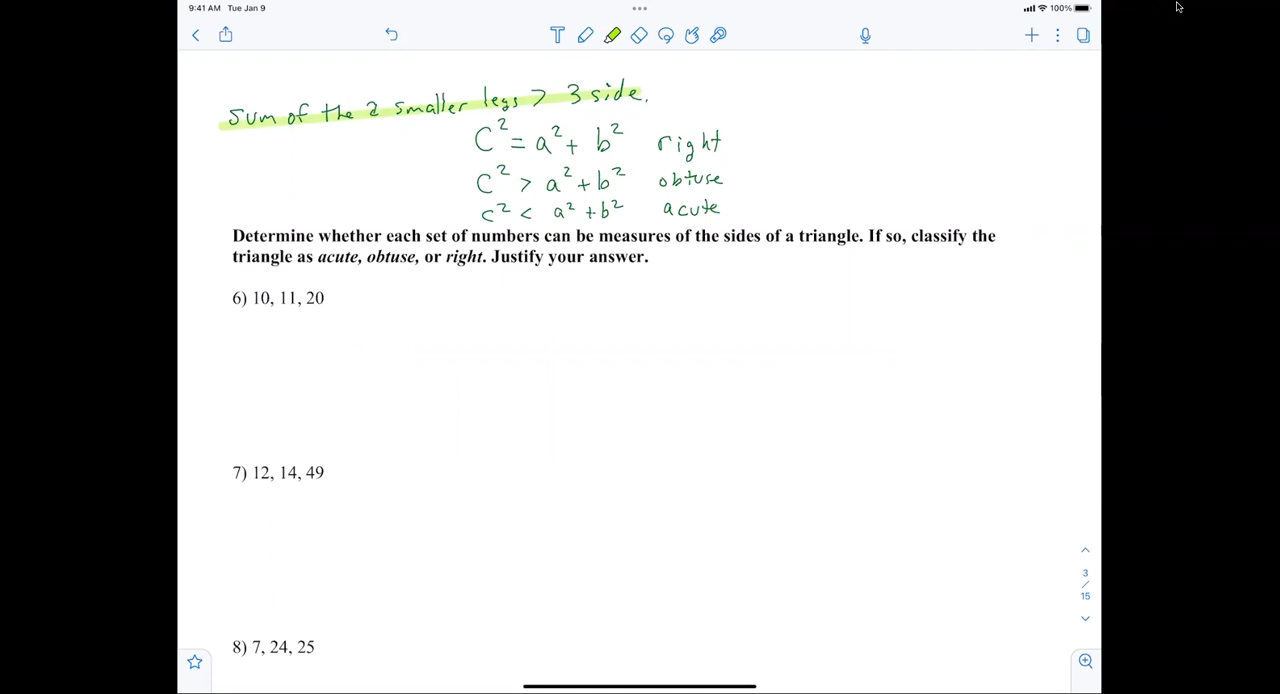 9:41 AM Tue Jan 9
100%
T
Sum of the 2 smaller legs > 3 side.
c² = a² + b² right
c² > a² + b² obtuse
c² < a² + b² acute
Determine whether each set of numbers can be measures of the sides of a triangle. If so, classify the
triangle as acute, obtuse, or right. Justify your answer.
6) 10, 11, 20
7) 12, 14, 49
3
/
15
8) 7, 24, 25